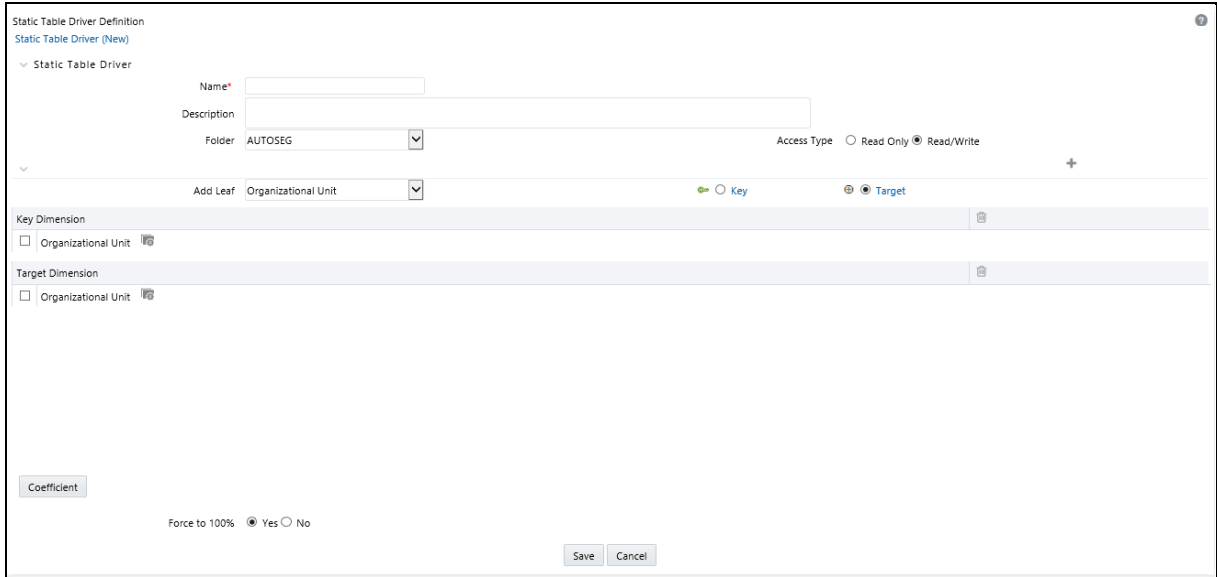 Static Table Driver Definition
Static Table Driver (New)
Static Table Driver
Name*
Description
Folder AUTOSEG Access Type Read Only Read/Write
Add Leaf Organizational Unit Key Target
Key Dimension
Organizational Unit
Target Dimension
Organizational Unit
Coefficient
Force to 100% Yes No
Save Cancel